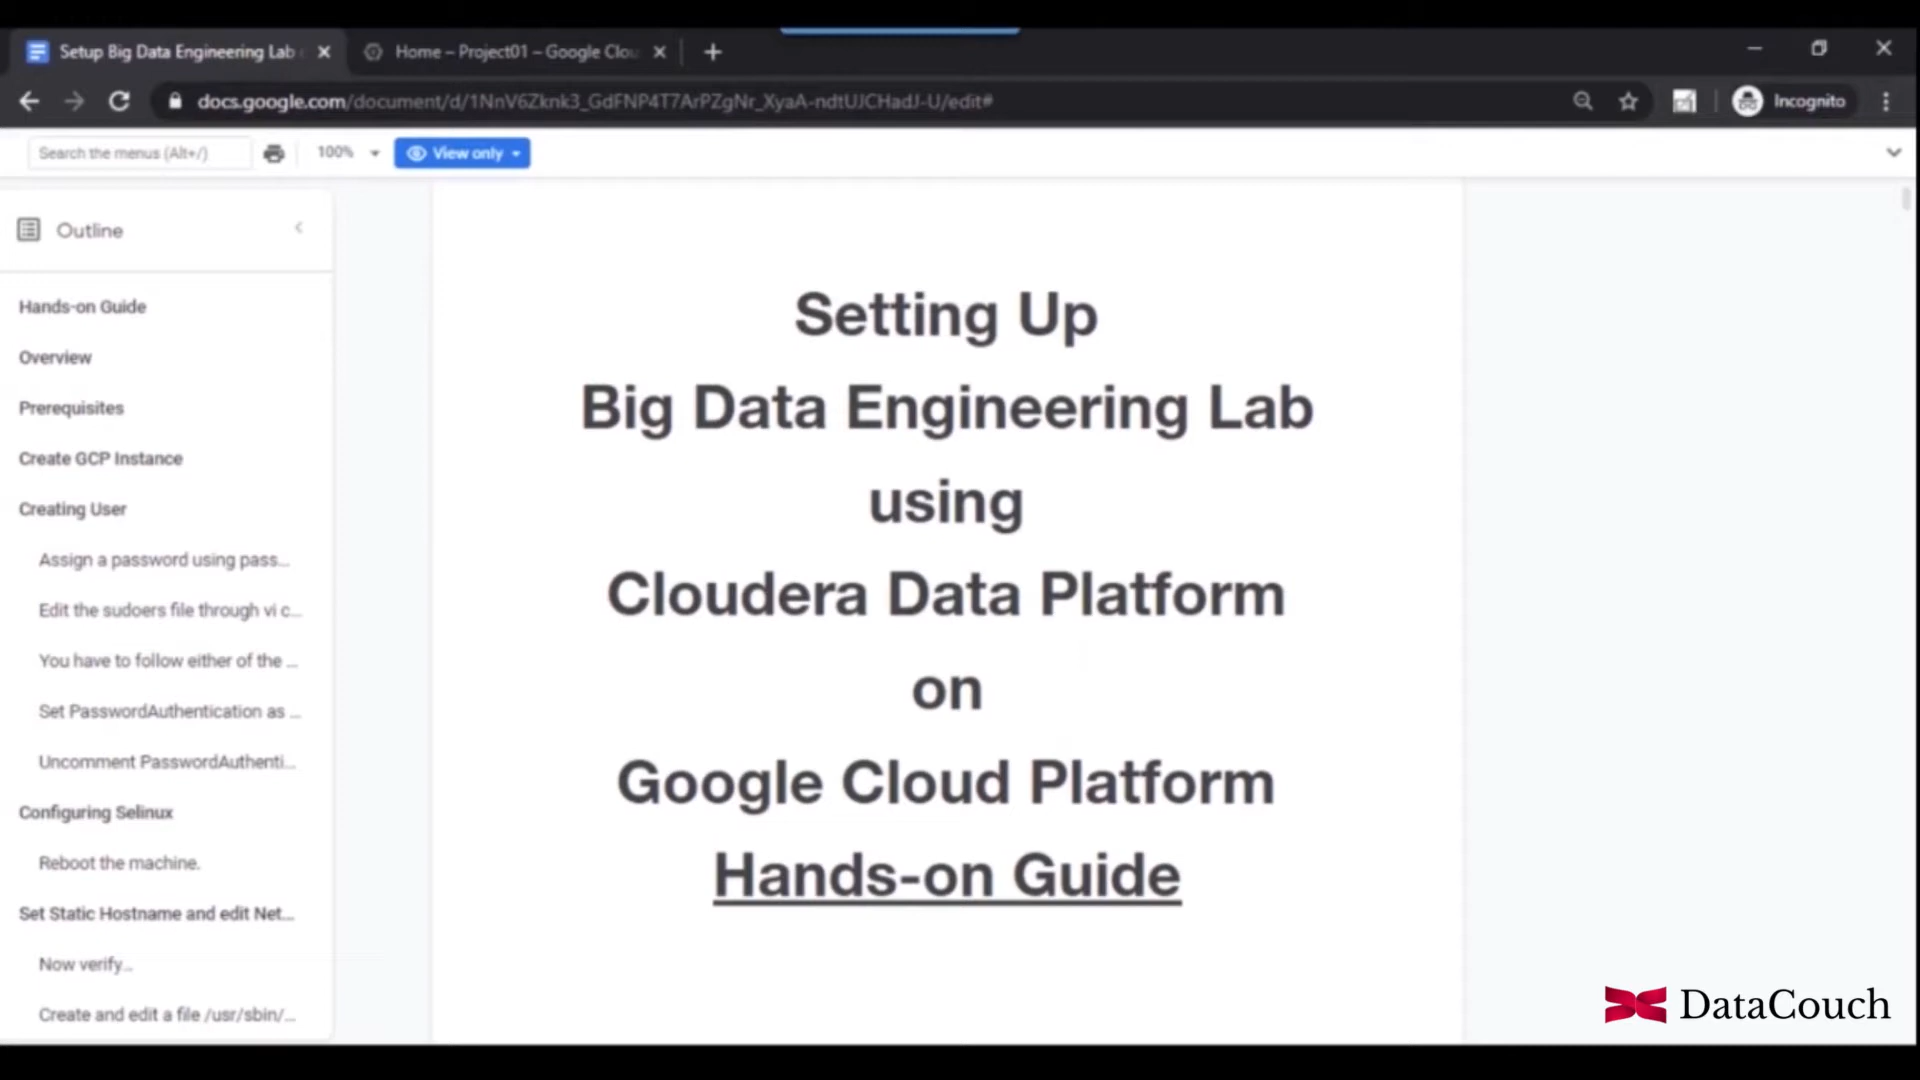 Setup Big Data Engineering Lab
Home – Project01 – Google Clou
docs.google.com/document/d/1NnV6Zknk3_GdFNP4T7ArPZgNr_XyaA-ndtUJCHadJ-U/edit#
Incognito
Search the menus (Alt+/)
100%
View only
Outline
Hands-on Guide
Overview
Prerequisites
Create GCP Instance
Creating User
Assign a password using pass...
Edit the sudoers file through vi c...
You have to follow either of the ...
Set PasswordAuthentication as ...
Uncomment PasswordAuthenti...
Configuring Selinux
Reboot the machine.
Set Static Hostname and edit Net...
Now verify...
Create and edit a file /usr/sbin/...
Setting Up
Big Data Engineering Lab
using
Cloudera Data Platform
on
Google Cloud Platform
Hands-on Guide
DataCouch